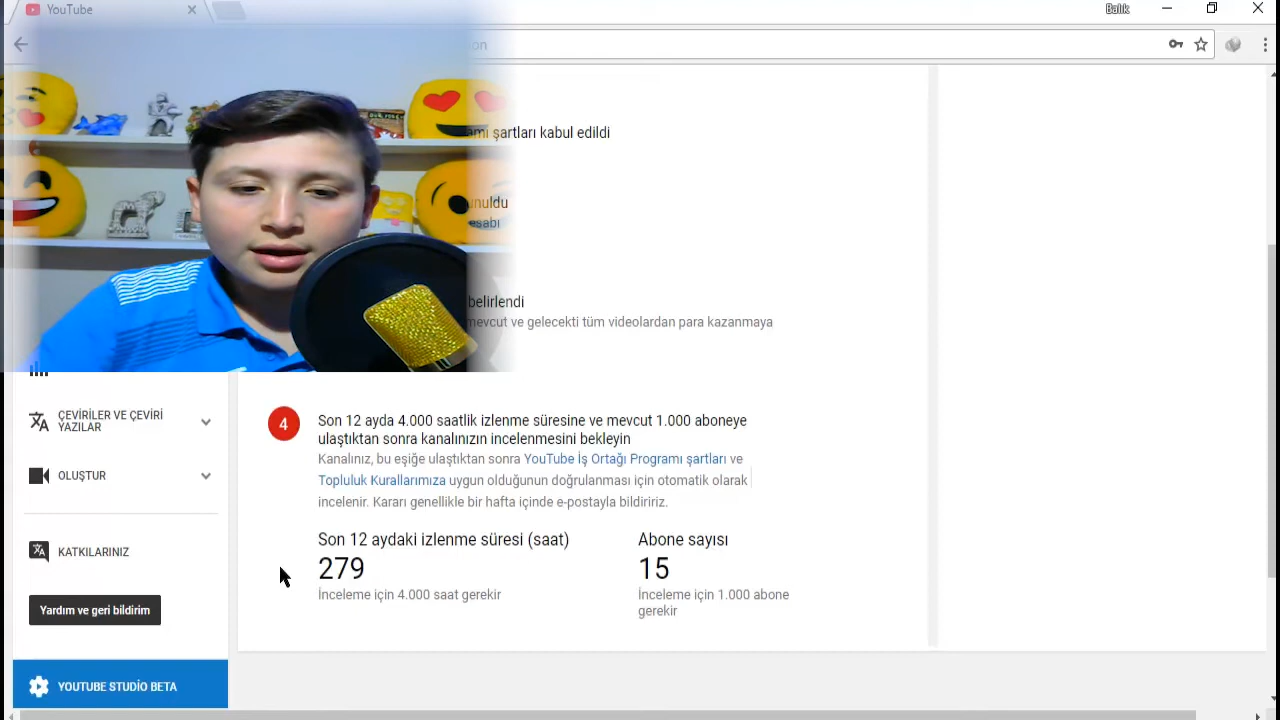 YouTube
Balık
on
şartları kabul edildi
belirlendi
mevcut ve gelecekti tüm videolardan para kazanmaya
ÇEVİRİLER VE ÇEVİRİ
YAZILAR
OLUŞTUR
KATKILARINIZ
Yardım ve geri bildirim
YOUTUBE STUDIO BETA
4
Son 12 ayda 4.000 saatlik izlenme süresine ve mevcut 1.000 aboneye
ulaştıktan sonra kanalınızın incelenmesini bekleyin
Kanalınız, bu eşiğe ulaştıktan sonra YouTube İş Ortağı Programı şartları ve
Topluluk Kurallarımıza uygun olduğunun doğrulanması için otomatik olarak
incelenir. Kararı genellikle bir hafta içinde e-postayla bildiririz.
Son 12 aydaki izlenme süresi (saat)
279
İnceleme için 4.000 saat gerekir
Abone sayısı
15
İnceleme için 1.000 abone
gerekir